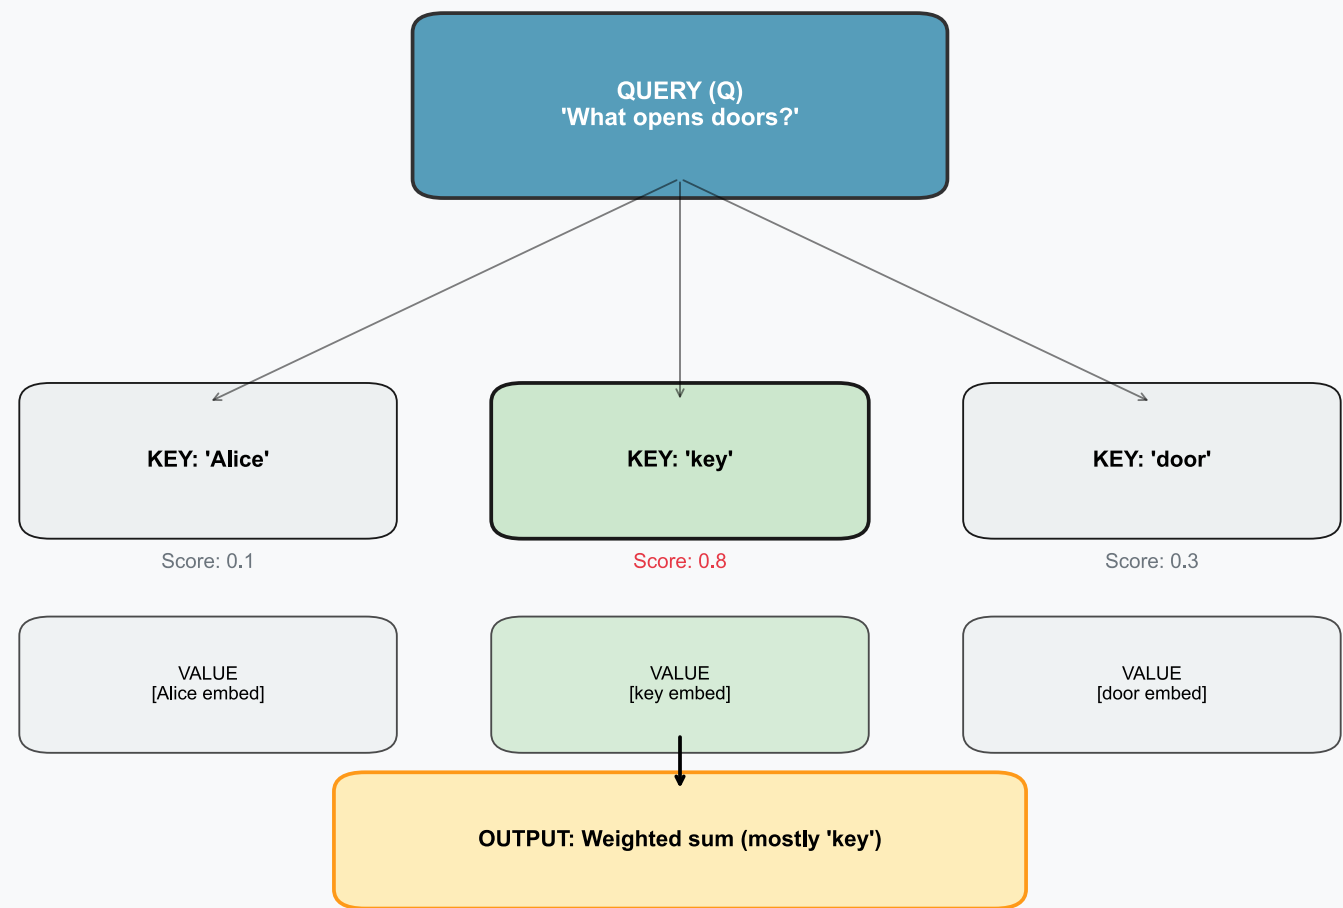 QUERY (Q)
'What opens doors?'
KEY: 'Alice'
KEY: 'key'
KEY: 'door'
Score: 0.1
Score: 0.8
Score: 0.3
VALUE
[Alice embed]
VALUE
[key embed]
VALUE
[door embed]
OUTPUT: Weighted sum (mostly 'key')